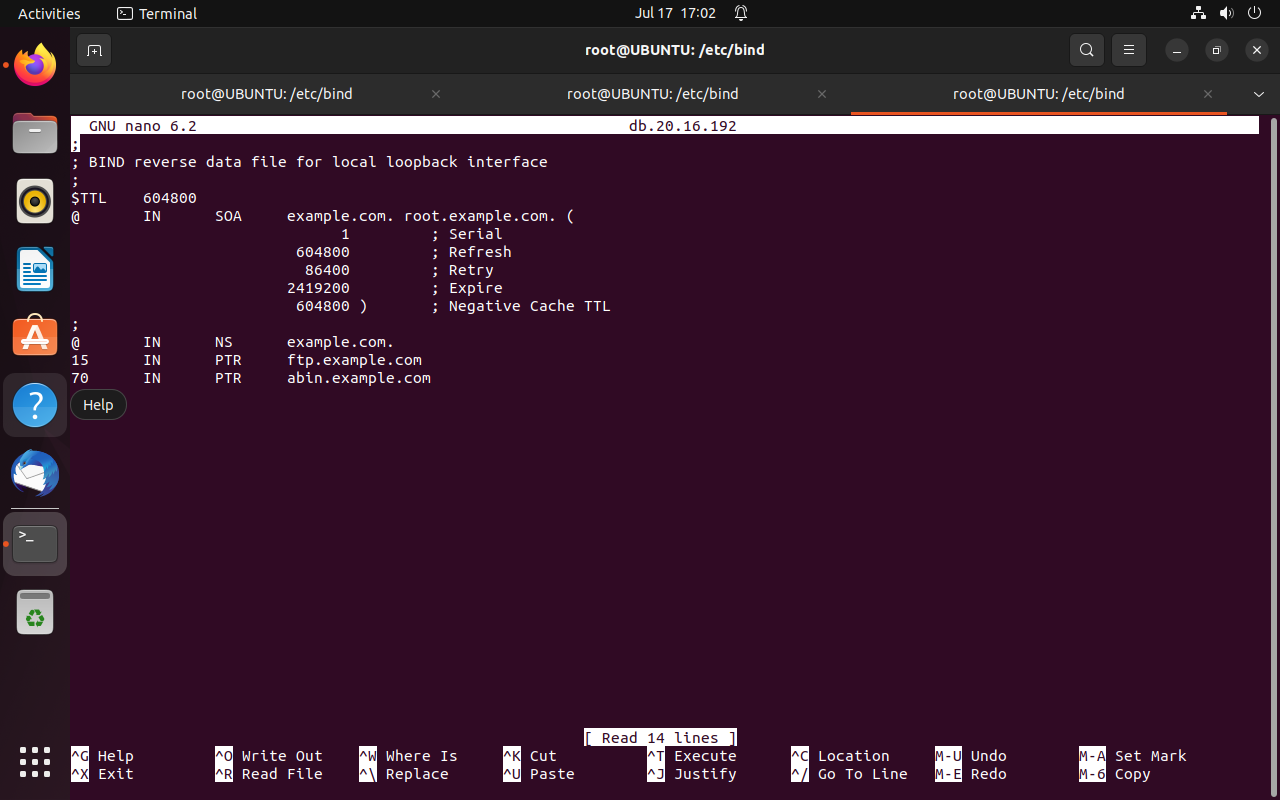 Activities Terminal Jul 17 17:02
root@UBUNTU: /etc/bind
root@UBUNTU: /etc/bind × root@UBUNTU: /etc/bind × root@UBUNTU: /etc/bind ×
GNU nano 6.2 db.20.16.192
;
; BIND reverse data file for local loopback interface
;
$TTL 604800
@ IN SOA example.com. root.example.com. (
1 ; Serial
604800 ; Refresh
86400 ; Retry
2419200 ; Expire
604800 ) ; Negative Cache TTL
;
@ IN NS example.com.
15 IN PTR ftp.example.com
70 IN PTR abin.example.com
Help
[ Read 14 lines ]
^G Help ^O Write Out ^W Where Is ^K Cut ^T Execute ^C Location M-U Undo M-A Set Mark
^X Exit ^R Read File ^\ Replace ^U Paste ^J Justify ^/ Go To Line M-E Redo M-6 Copy